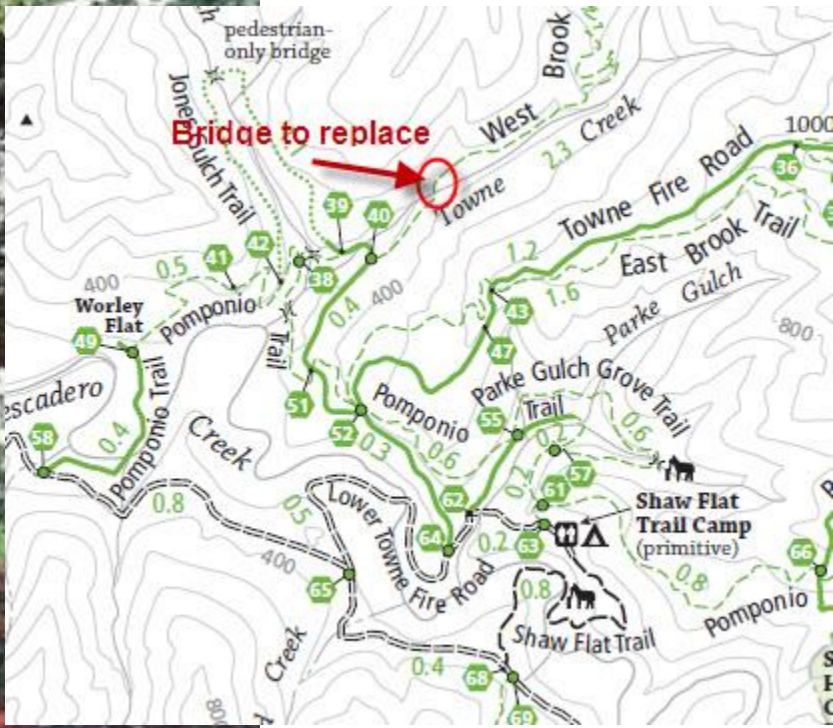 pedestrian-
only bridge
Bridge to replace
West Brook
2.3
Towne Creek
1000
36
Towne Fire Road
1.2
East Brook Trail
1.6
Parke Gulch
800
39
40
38
42
41
0.5
400
Worley
Flat
49
Pomponio Trail
0.4
400
43
47
51
52
Pomponio Trail
0.3
0.6
Parke Gulch Grove Trail
0.6
55
0.2
57
0.2
61
62
Shaw Flat
Trail Camp
(primitive)
63
0.2
64
58
0.4
Pomponio Trail
0.8
Creek
0.5
Lower Towne Fire Road
400
65
0.8
Shaw Flat Trail
0.8
Pomponio
66
0.4
68
69
Creek